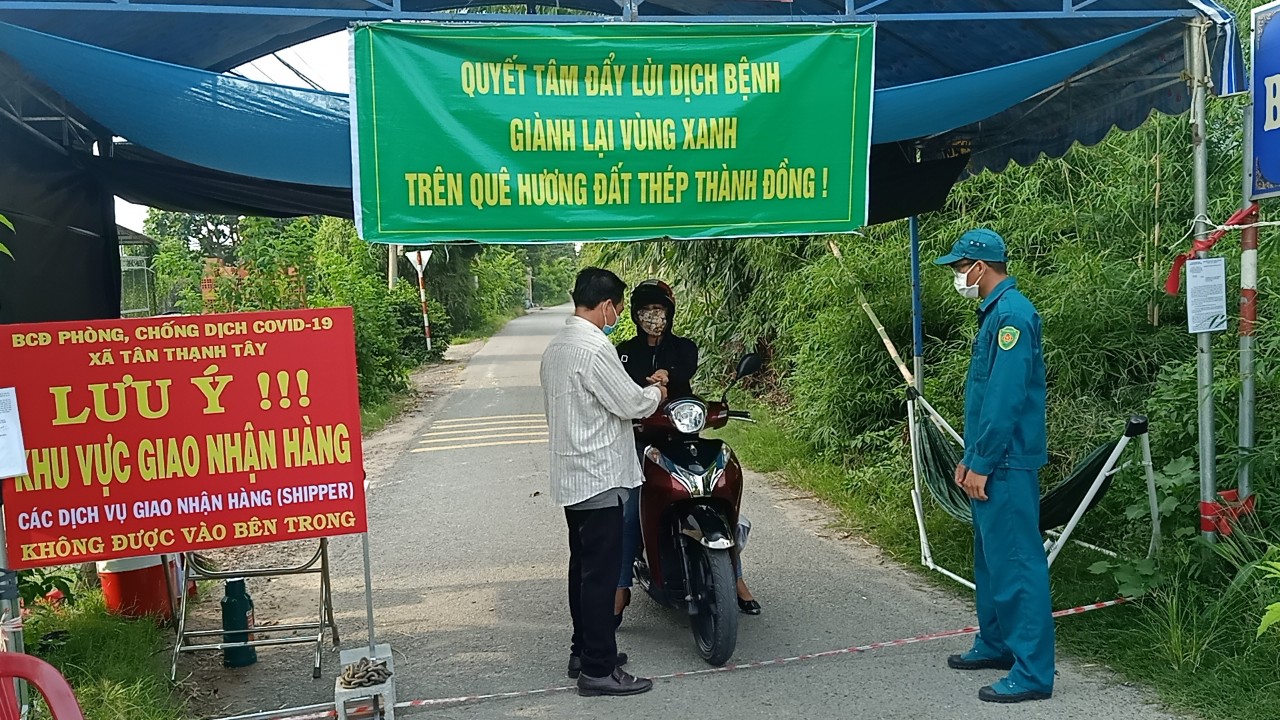 QUYẾT TÂM ĐẨY LÙI DỊCH BỆNH
GIÀNH LẠI VÙNG XANH
TRÊN QUÊ HƯƠNG ĐẤT THÉP THÀNH ĐỒNG !
BCĐ PHÒNG, CHỐNG DỊCH COVID-19
XÃ TÂN THẠNH TÂY
LƯU Ý !!!
KHU VỰC GIAO NHẬN HÀNG
CÁC DỊCH VỤ GIAO NHẬN HÀNG (SHIPPER)
KHÔNG ĐƯỢC VÀO BÊN TRONG